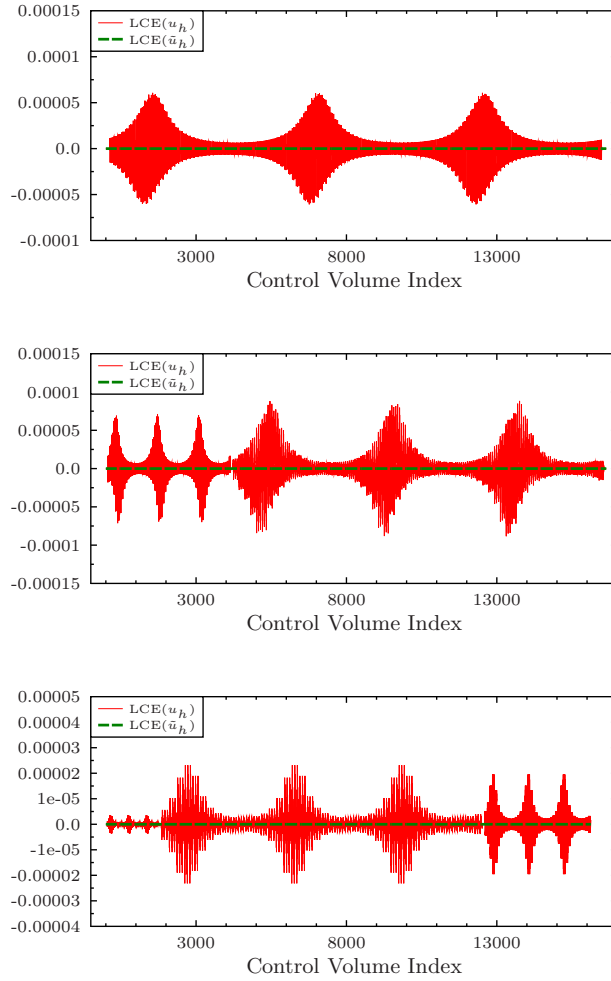 0.00015
LCE(u_h)
LCE(ũ_h)
0.0001
0.00005
0.0
-0.00005
-0.0001
3000 8000 13000
Control Volume Index
0.00015
LCE(u_h)
LCE(ũ_h)
0.0001
0.00005
0.0
-0.00005
-0.0001
-0.00015
3000 8000 13000
Control Volume Index
0.00005
LCE(u_h)
LCE(ũ_h)
0.00004
0.00003
0.00002
1e-05
0.0
-1e-05
-0.00002
-0.00003
-0.00004
3000 8000 13000
Control Volume Index